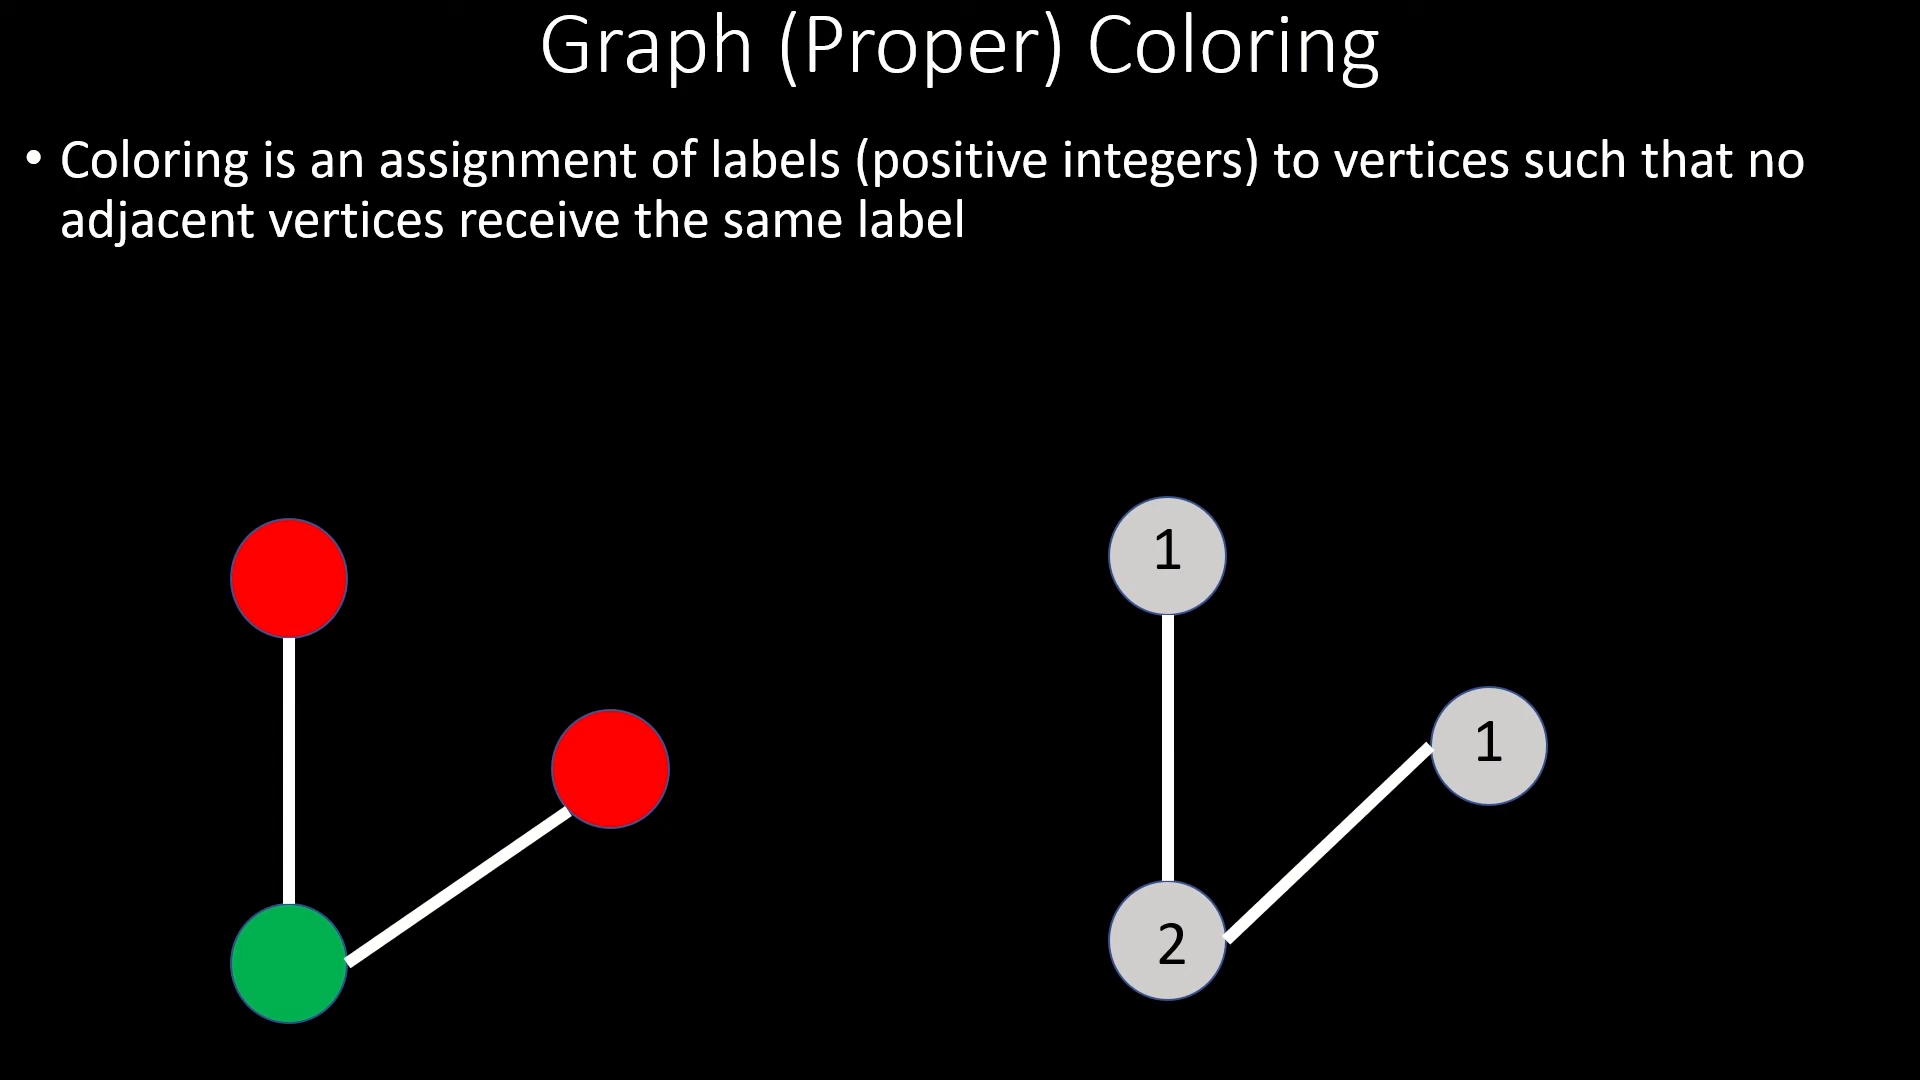 Graph (Proper) Coloring
• Coloring is an assignment of labels (positive integers) to vertices such that no
adjacent vertices receive the same label
1
1
2